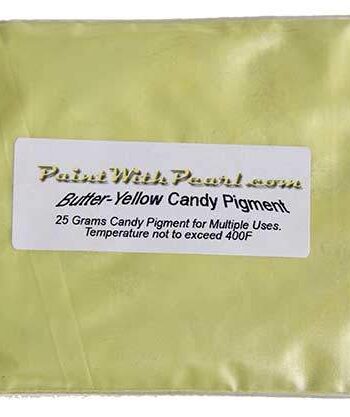 PaintWithPearl.com
Butter-Yellow Candy Pigment
25 Grams Candy Pigment for Multiple Uses.
Temperature not to exceed 400F